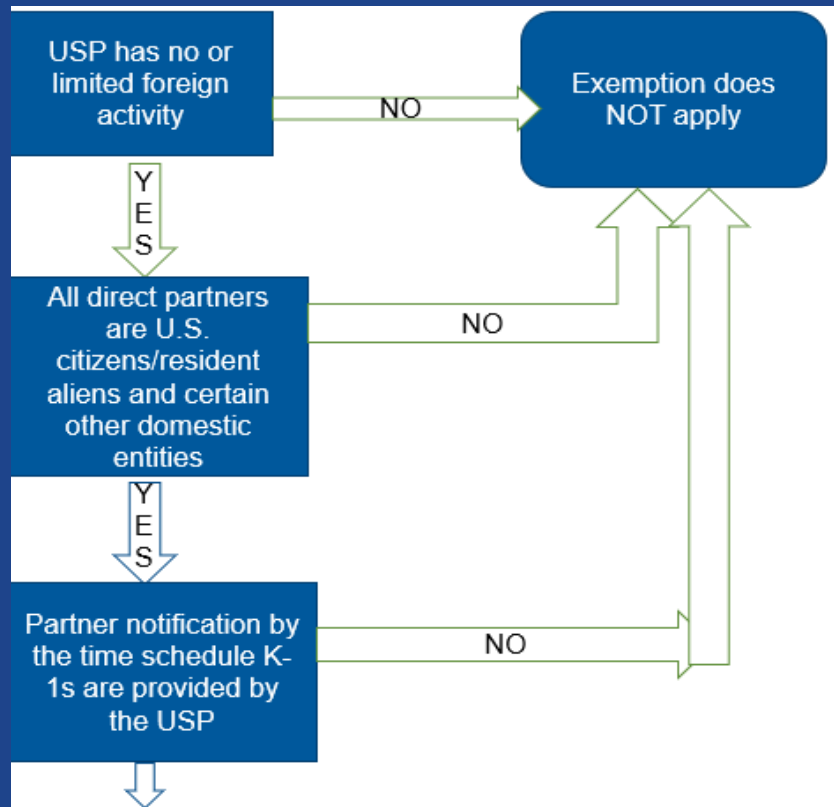 USP has no or
limited foreign
activity
NO
Exemption does
NOT apply
Y
E
S
All direct partners
are U.S.
citizens/resident
aliens and certain
other domestic
entities
NO
Y
E
S
Partner notification by
the time schedule K-
1s are provided by
the USP
NO